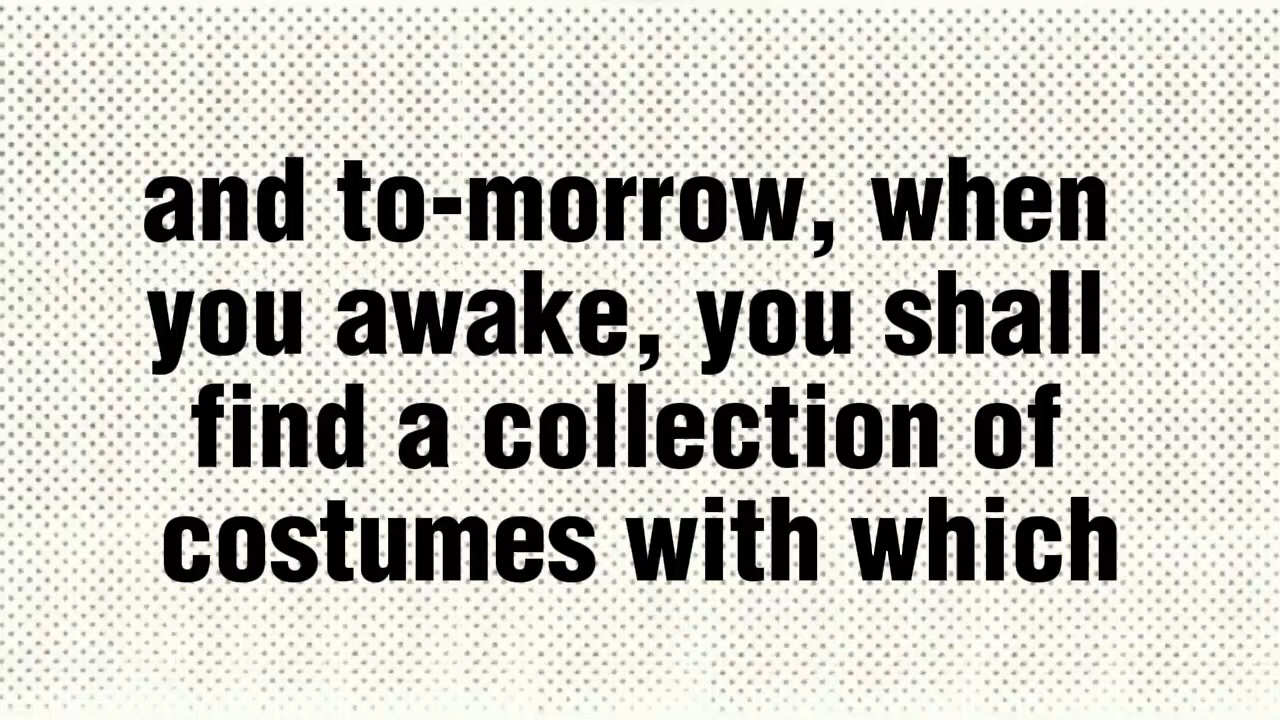 and to-morrow, when
you awake, you shall
find a collection of
costumes with which